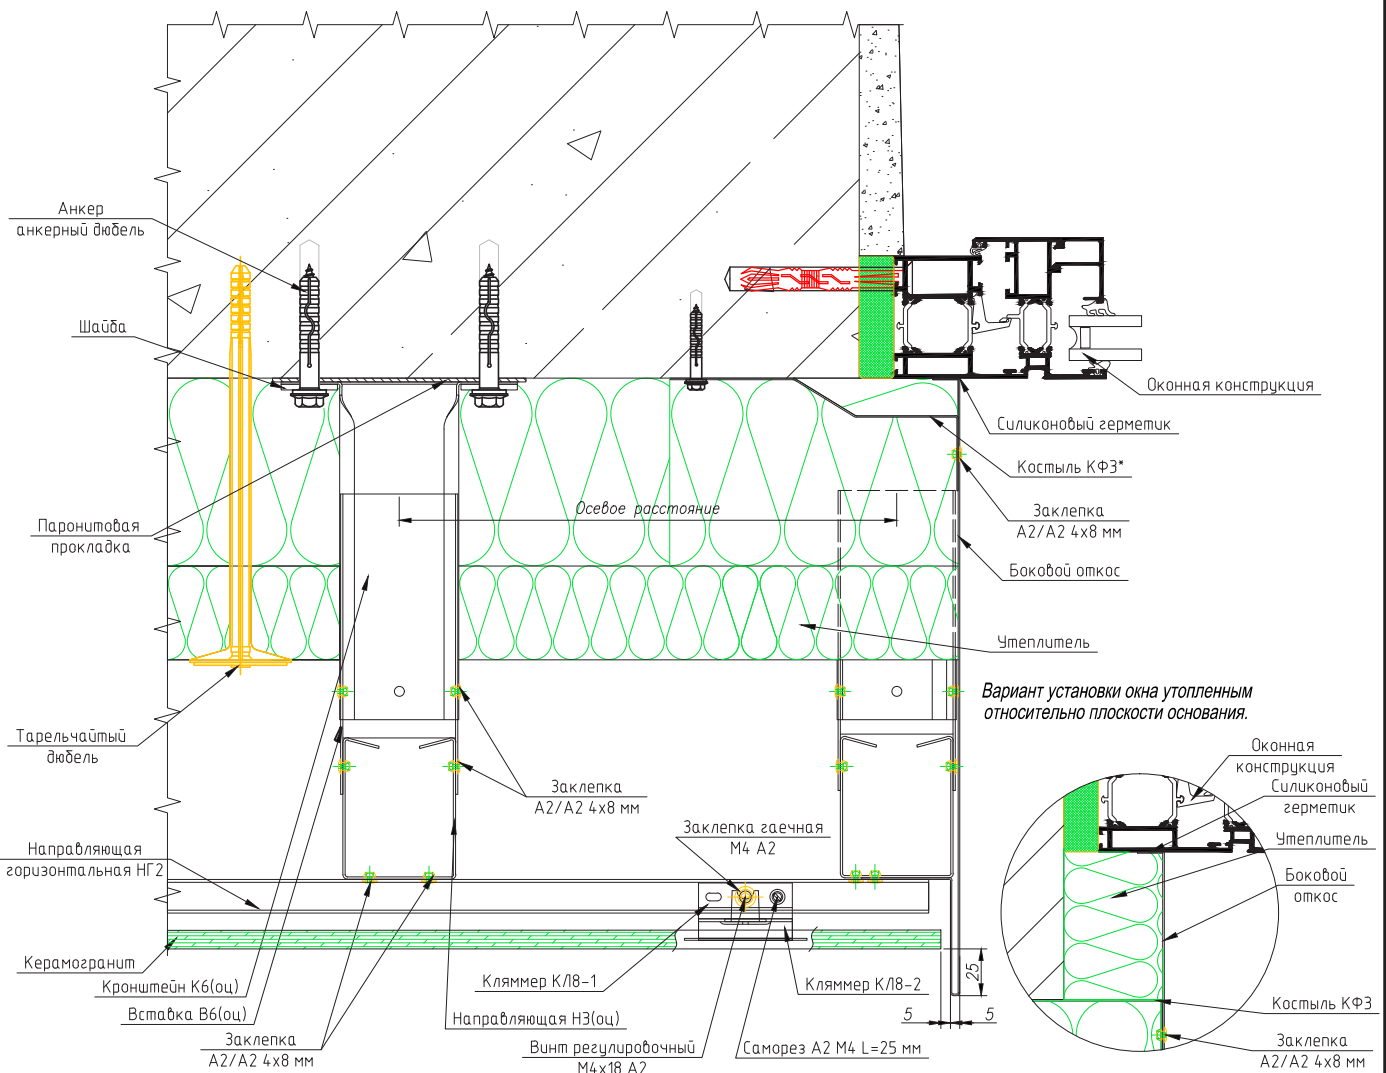 Анкер
анкерный дюбель
Шайба
Паронитовая
прокладка
Тарельчайтый
дюбель
Направляющая
горизонтальная НГ2
Керамогранит
Кронштейн К6(оц)
Вставка В6(оц)
Заклепка
А2/А2 4х8 мм
Осевое расстояние
Заклепка
А2/А2 4х8 мм
Заклепка гаечная
М4 А2
Кляммер КЛ8-1
Кляммер КЛ8-2
Направляющая Н3(оц)
Винт регулировочный
М4х18 А2
Саморез А2 М4 L=25 мм
25
5
5
Оконная конструкция
Силиконовый герметик
Костыль КФ3*
Заклепка
А2/А2 4х8 мм
Боковой откос
Утеплитель
Вариант установки окна утопленным
относительно плоскости основания.
Оконная
конструкция
Силиконовый
герметик
Утеплитель
Боковой
откос
Костыль КФ3
Заклепка
А2/А2 4х8 мм